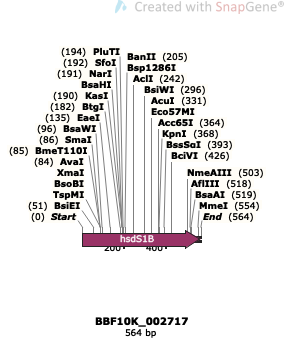 Created with SnapGene®
(194) PluTI
(192) SfoI
(191) NarI
BsaHI
(190) KasI
(182) BtgI
(135) EaeI
(96) BsaWI
(86) SmaI
(85) BmeT110I
(84) AvaI
XmaI
BsoBI
TspMI
(51) BsiEI
(0) Start
BanII (205)
Bsp1286I
AclI (242)
BsiWI (296)
AcuI (331)
Eco57MI
Acc65I (364)
KpnI (368)
BssSαI (393)
BciVI (426)
NmeAIII (503)
AflIII (518)
BsaAI (519)
MmeI (554)
End (564)
hsdS1B
200 400
BBF10K_002717
564 bp